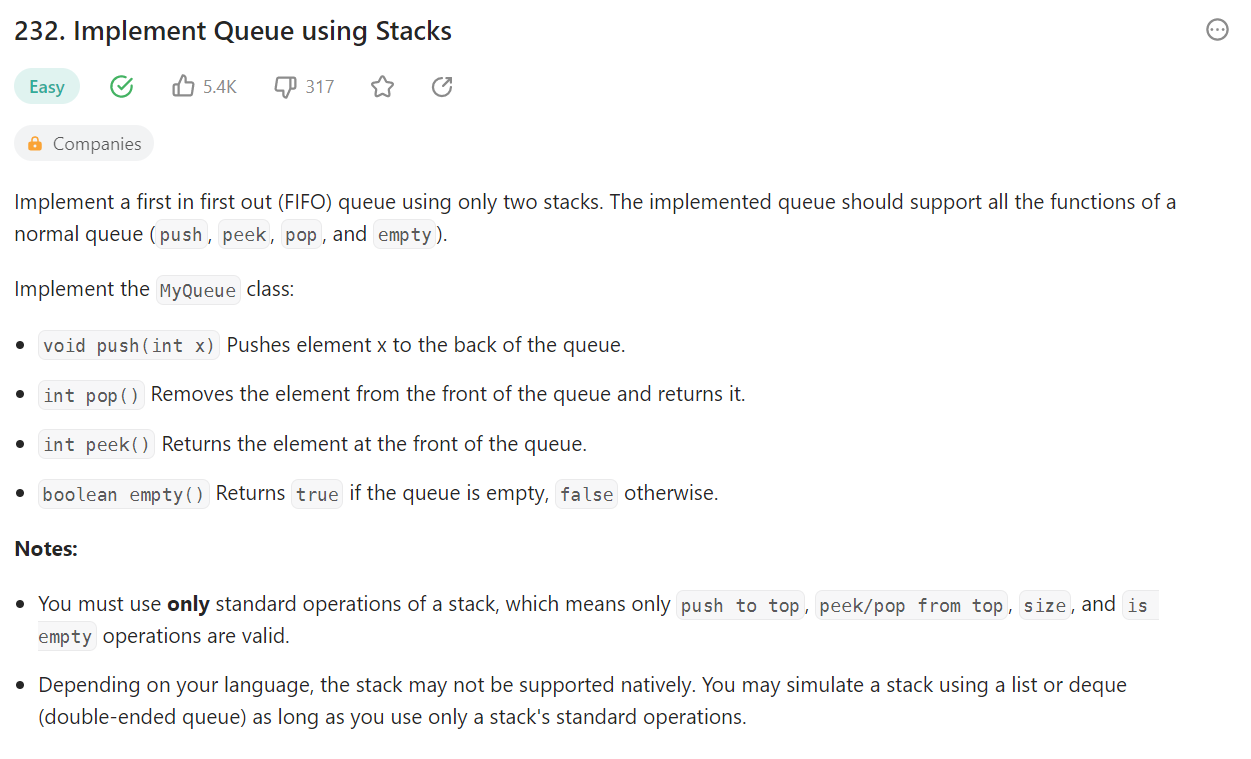 232. Implement Queue using Stacks
Easy 5.4K 317
Companies
Implement a first in first out (FIFO) queue using only two stacks. The implemented queue should support all the functions of a
normal queue (push, peek, pop, and empty).
Implement the MyQueue class:
• void push(int x) Pushes element x to the back of the queue.
• int pop() Removes the element from the front of the queue and returns it.
• int peek() Returns the element at the front of the queue.
• boolean empty() Returns true if the queue is empty, false otherwise.
Notes:
• You must use only standard operations of a stack, which means only push to top, peek/pop from top, size, and is
empty operations are valid.
• Depending on your language, the stack may not be supported natively. You may simulate a stack using a list or deque
(double-ended queue) as long as you use only a stack's standard operations.